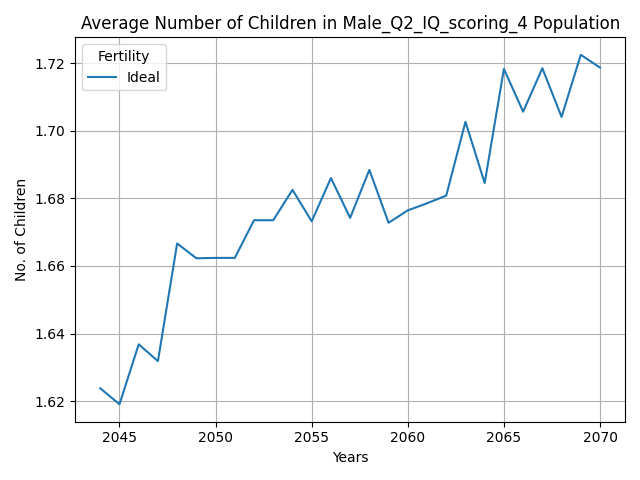 Average Number of Children in Male_Q2_IQ_scoring_4 Population
Fertility
Ideal
No. of Children
1.72
1.70
1.68
1.66
1.64
1.62
2045 2050 2055 2060 2065 2070
Years